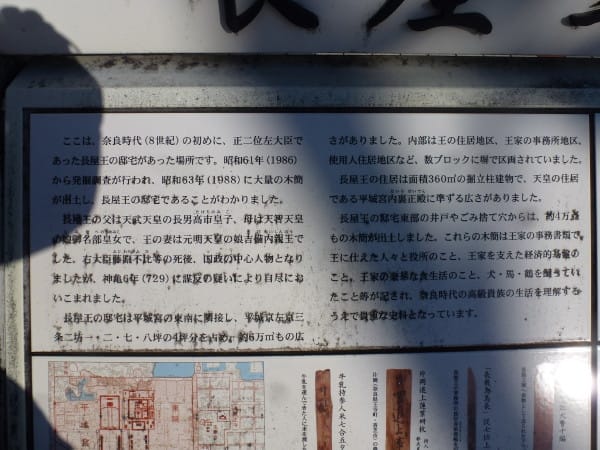 長屋
ここは、奈良時代（8世紀）の初めに、正二位左大臣で
あった長屋王の邸宅があった場所です。昭和61年（1986）
から発掘調査が行われ、昭和63年（1988）に大量の木簡
が出土し、長屋王の邸宅であることがわかりました。
長屋王の父は天武天皇の長男高市皇子、母は天智天皇
の娘御名部皇女で、王の妻は元明天皇の娘吉備内親王で
した。右大臣藤原不比等の死後、国政の中心人物となり
ましたが、神亀6年（729）に謀反の疑いにより自尽にお
いこまれました。
長屋王の邸宅は平城宮の東南に隣接し、平城京左京三
条二坊一・二・七・八坪の4坪分を占め、約6万㎡もの広
さがありました。内部は王の住居地区、王家の事務所地区、
使用人住居地区など、数ブロックに塀で区画されていました。
長屋王の住居は面積360㎡の掘立柱建物で、天皇の住居
である平城宮内裏正殿に準ずる広さがありました。
長屋王の邸宅東部の井戸やごみ捨て穴からは、約4万点
もの木簡が出土しました。これらの木簡は王家の事務書類で、
王に仕えた人々と役所のこと、王家を支えた経済的基盤の
こと、王家の豪華な食生活のこと、犬・馬・鶴を飼ってい
たこと等が記され、奈良時代の高級貴族の生活を理解する
うえで貴重な史料となっています。
牛乳持参人米七合五夕
片岡進上蓮葉卅枚